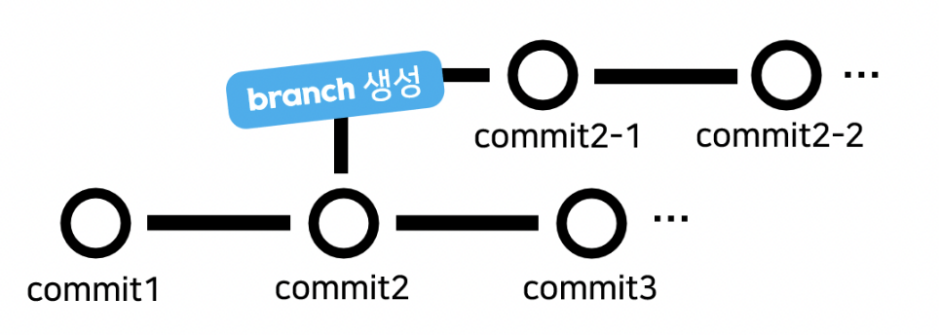 branch 생성
...
commit2-1 commit2-2
...
commit1 commit2 commit3